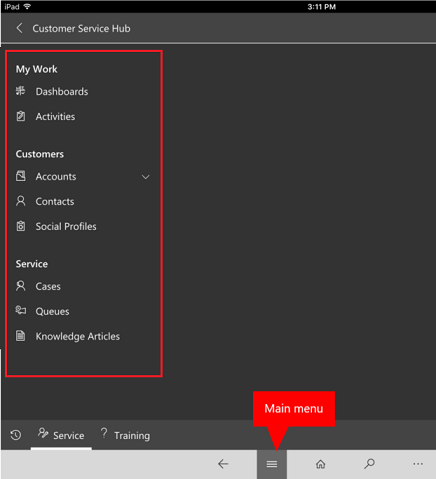 iPad 3:11 PM
Customer Service Hub
My Work
Dashboards
Activities
Customers
Accounts
Contacts
Social Profiles
Service
Cases
Queues
Knowledge Articles
Main menu
Service Training